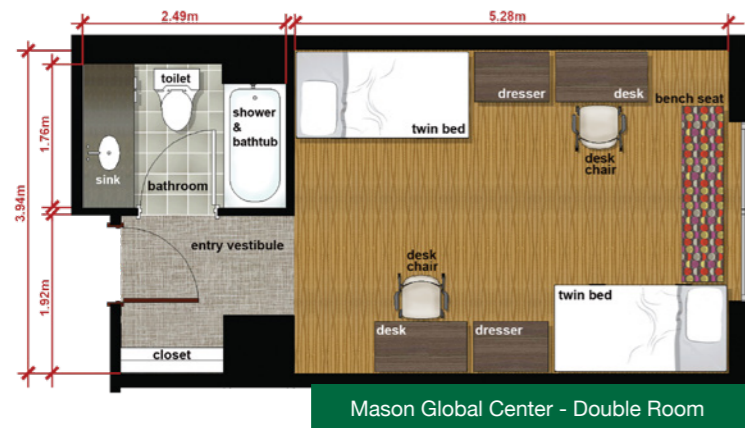 2.49m
5.28m
toilet
shower
& 
bathtub
sink
bathroom
1.76m
3.94m
1.92m
dresser
desk
bench seat
twin bed
desk
chair
entry vestibule
desk
chair
twin bed
desk
dresser
closet
Mason Global Center - Double Room